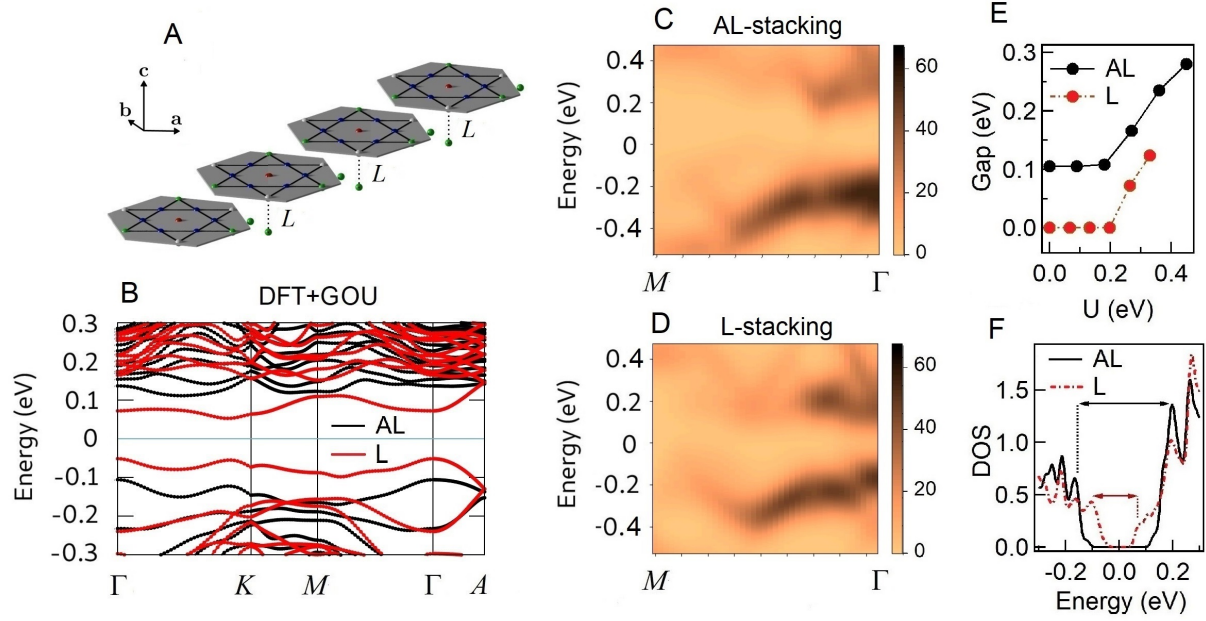 A
c
b
a
L
L
L
B
DFT+GOU
Energy (eV)
0.3
0.2
0.1
0
-0.1
-0.2
-0.3
AL
L
Γ K M Γ A
C
AL-stacking
Energy (eV)
0.4
0.2
0
-0.2
-0.4
M Γ
60
40
20
0
D
L-stacking
Energy (eV)
0.4
0.2
0
-0.2
-0.4
M Γ
60
40
20
0
E
Gap (eV)
0.3
0.2
0.1
0.0
AL
L
0.0 0.2 0.4
U (eV)
F
DOS
1.5
1.0
0.5
0.0
AL
L
-0.2 0.0 0.2
Energy (eV)